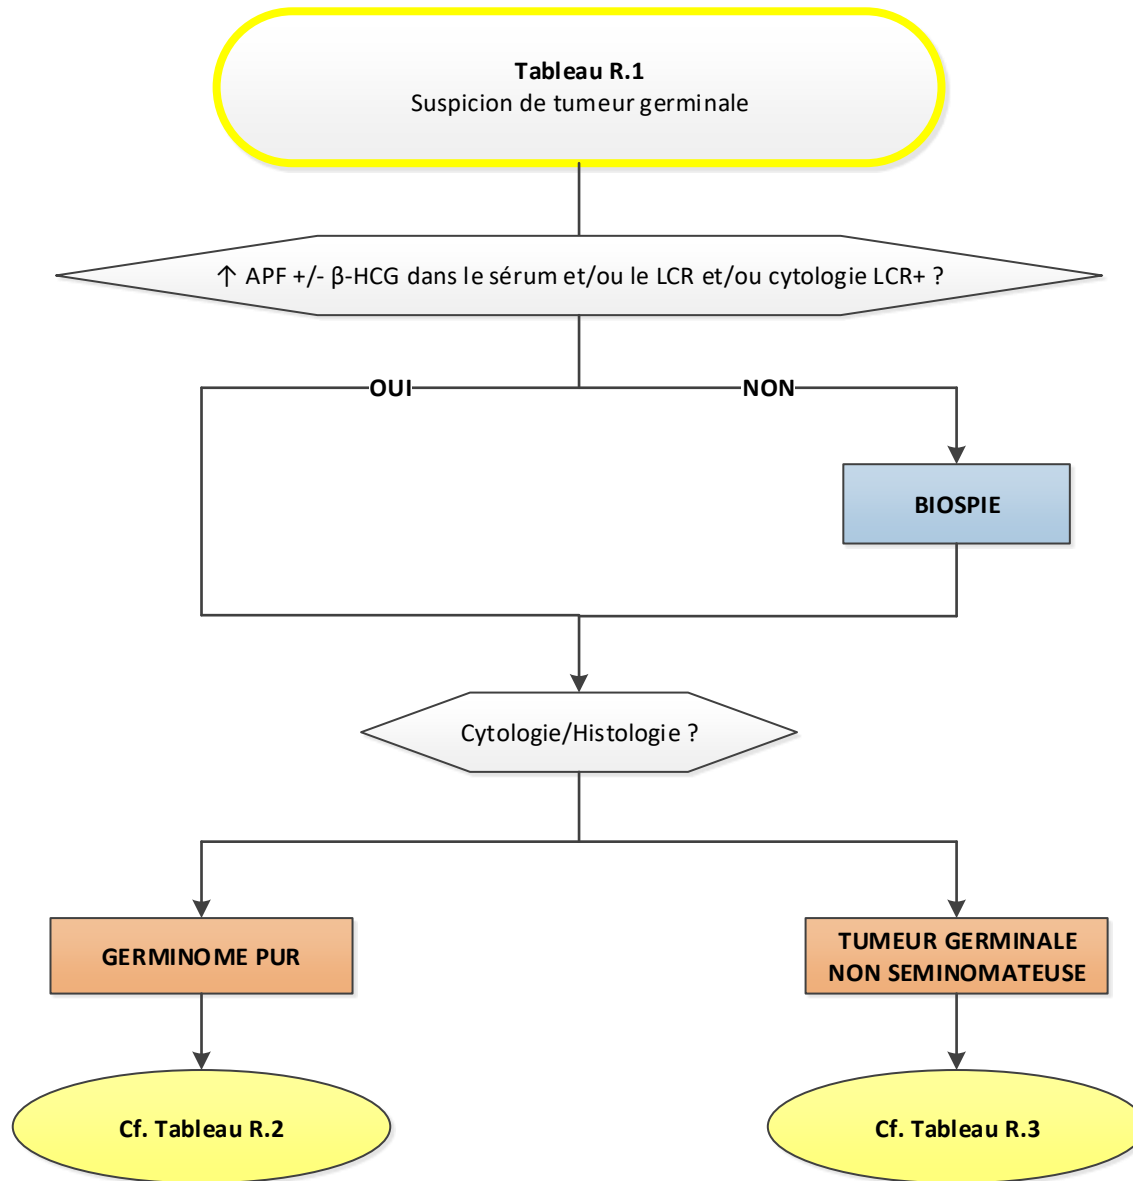 Tableau R.1
Suspicion de tumeur germinale
↑ APF +/- β-HCG dans le sérum et/ou le LCR et/ou cytologie LCR+ ?
OUI
NON
BIOSPIE
Cytologie/Histologie ?
GERMINOME PUR
TUMEUR GERMINALE
NON SEMINOMATEUSE
Cf. Tableau R.2
Cf. Tableau R.3